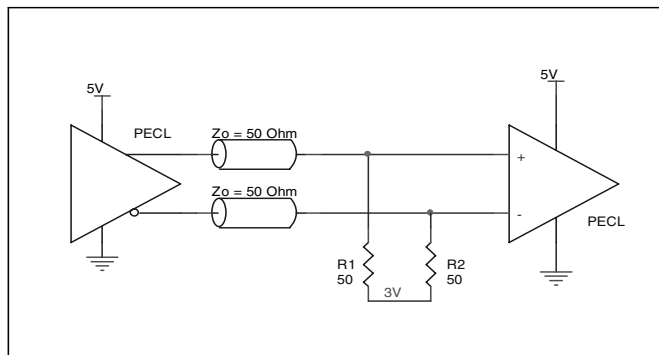 5V
PECL
Zo = 50 Ohm
Zo = 50 Ohm
5V
+
-
PECL
R1
50
R2
50
3V